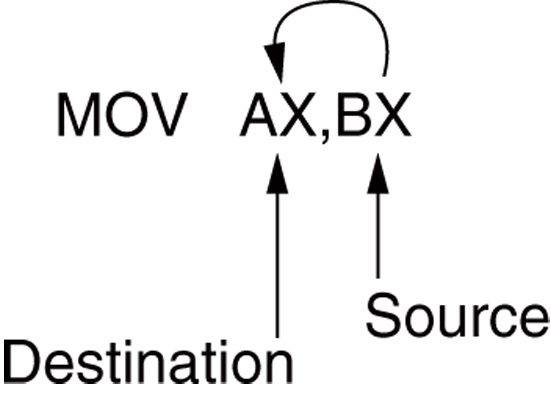 MOV AX,BX
Source
Destination